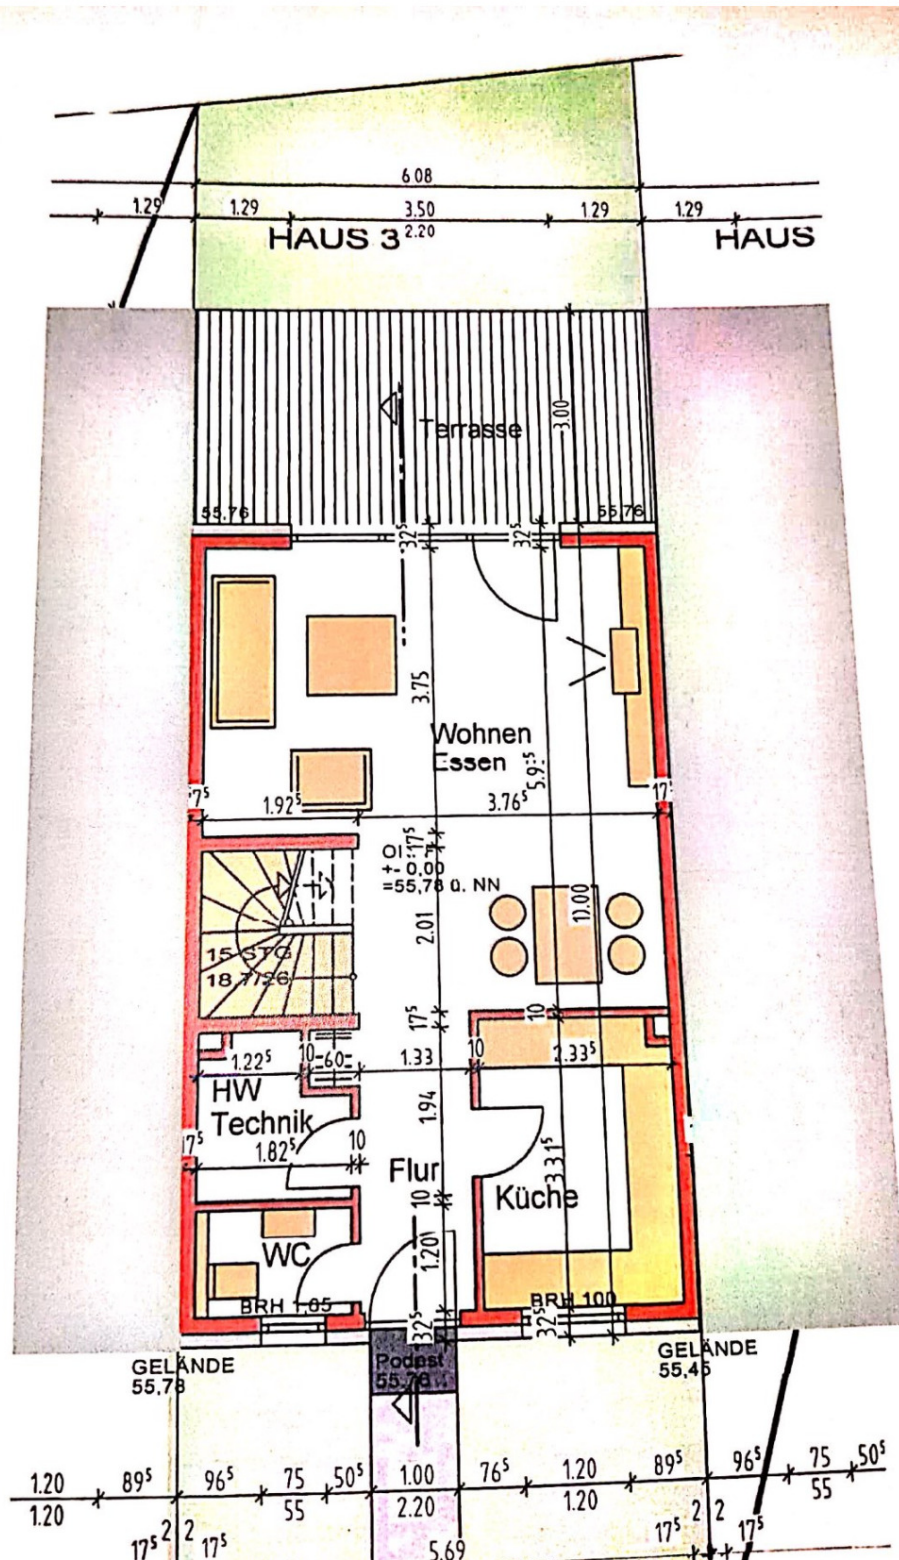 6.08
1.29 1.29 3.50 1.29 1.29
HAUS 3 2.20 HAUS
3.00
Terrasse
55.76 55.76
32⁵ 32⁵
3.75
Wohnen
Essen
5.9⁵
17⁵
1.92⁵ 3.76⁵
17⁵
+-0.00
=55,78 ü. NN
10.00
2.01
15 STG
18.7/26
17⁵ 10
1.22⁵ 10 60 1.33 10 2.33⁵
HW
Technik
1.94
1.82⁵ 10
Flur
3.31⁵
10
Küche
WC
1.20
BRH 1.05 BRH 100
32⁵ 32⁵
GELÄNDE
55,78
Podest
55.76
GELÄNDE
55,45
1.20 89⁵ 96⁵ 75 50⁵ 1.00 76⁵ 1.20 89⁵ 96⁵ 75 50⁵
1.20 55 2.20 1.20 55
17⁵ 2 2 17⁵ 5.69 17⁵ 2 2 17⁵